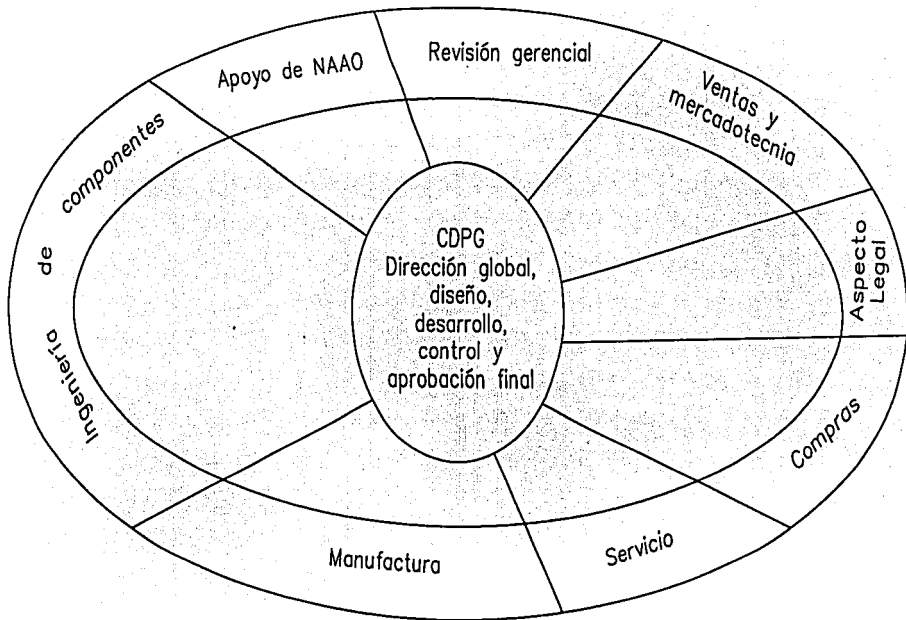 Apoyo de NAAO
Revisión gerencial
Ventas y
mercadotecnia
Aspecto
Legal
Compras
Servicio
Manufactura
Ingeniería de componentes
CDPG
Dirección global,
diseño,
desarrollo,
control y
aprobación final